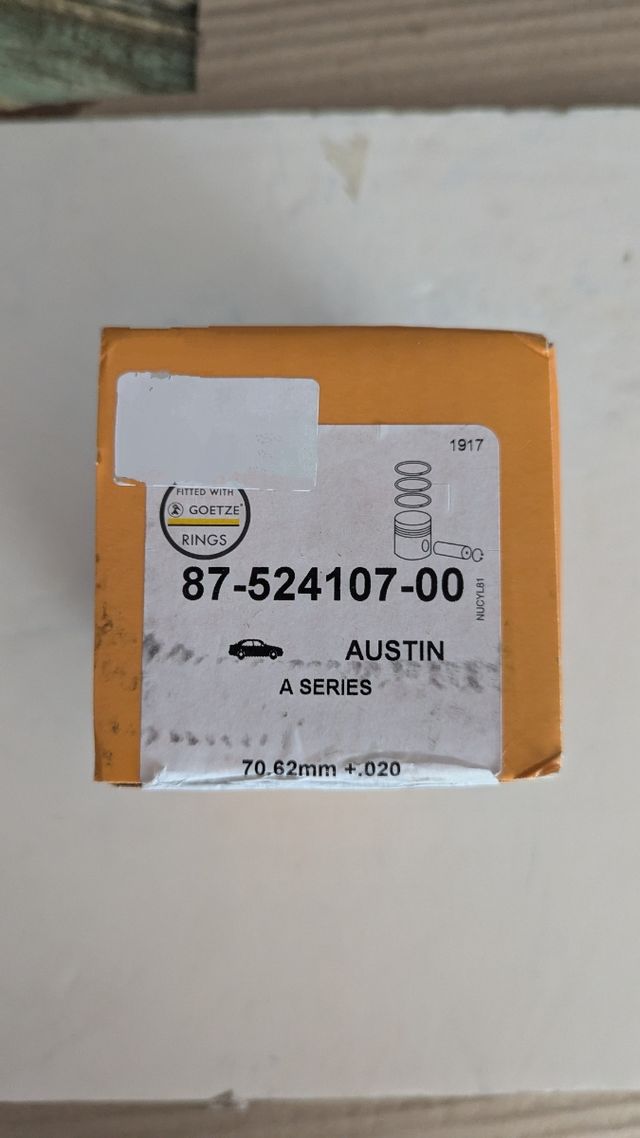 1917
FITTED WITH
GOETZE®
RINGS
87-524107-00
NUCYL81
AUSTIN
A SERIES
70.62mm +.020